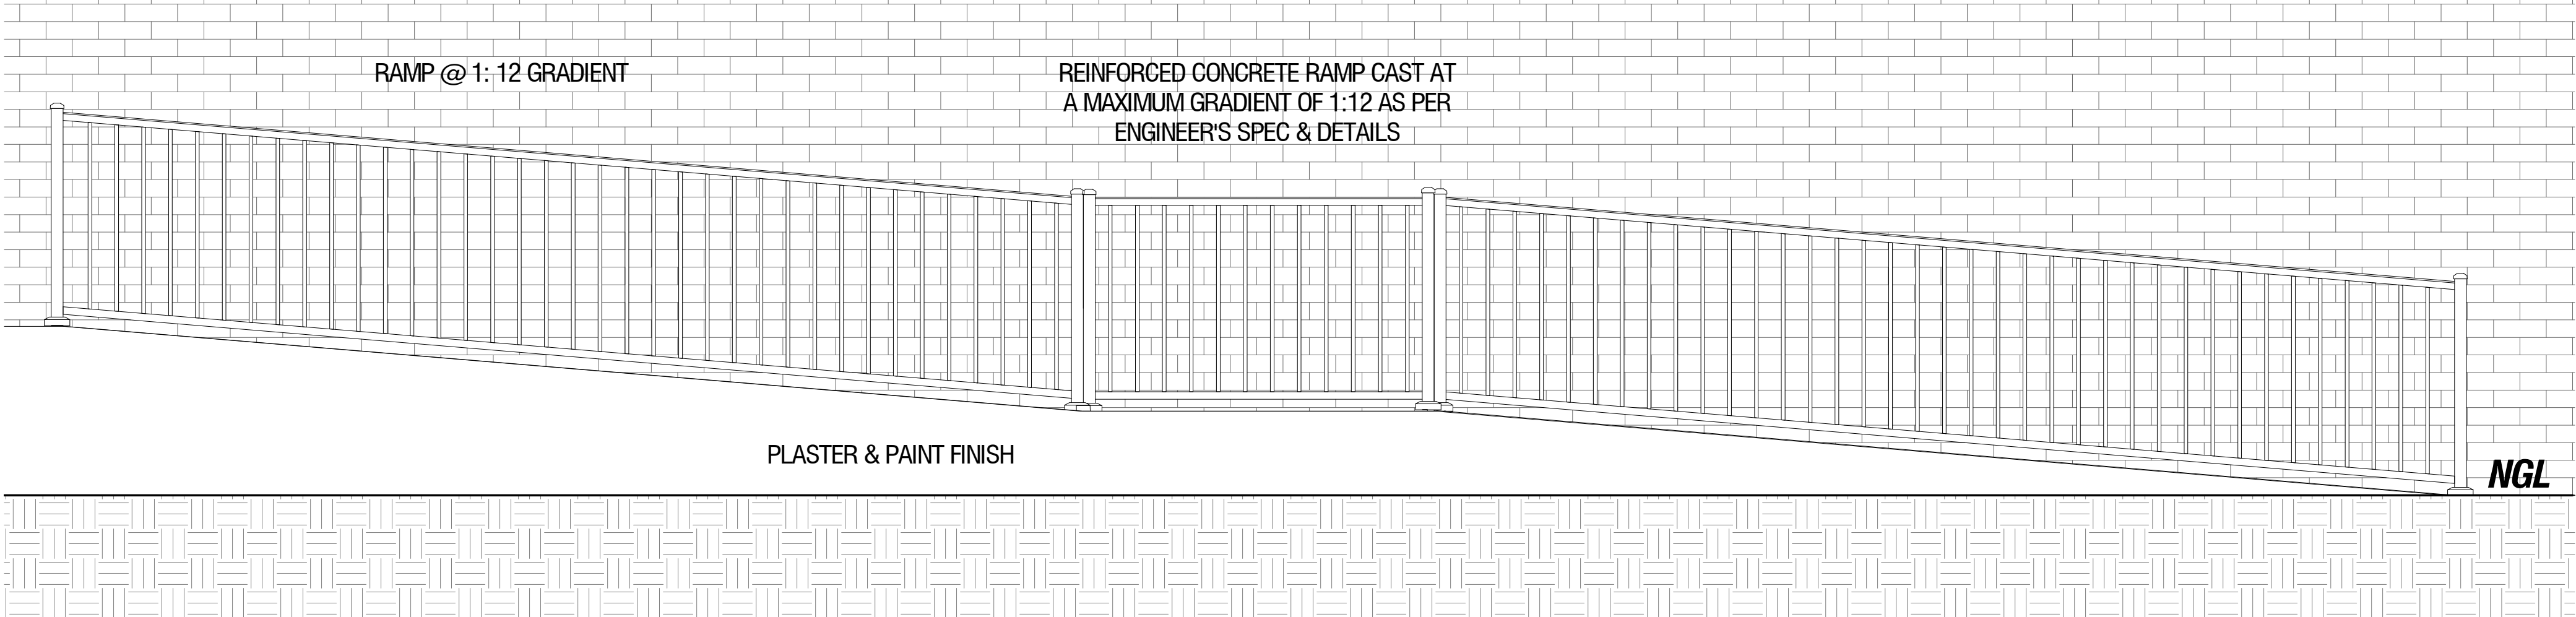 RAMP @ 1: 12 GRADIENT
REINFORCED CONCRETE RAMP CAST AT
A MAXIMUM GRADIENT OF 1:12 AS PER
ENGINEER'S SPEC & DETAILS
PLASTER & PAINT FINISH
NGL